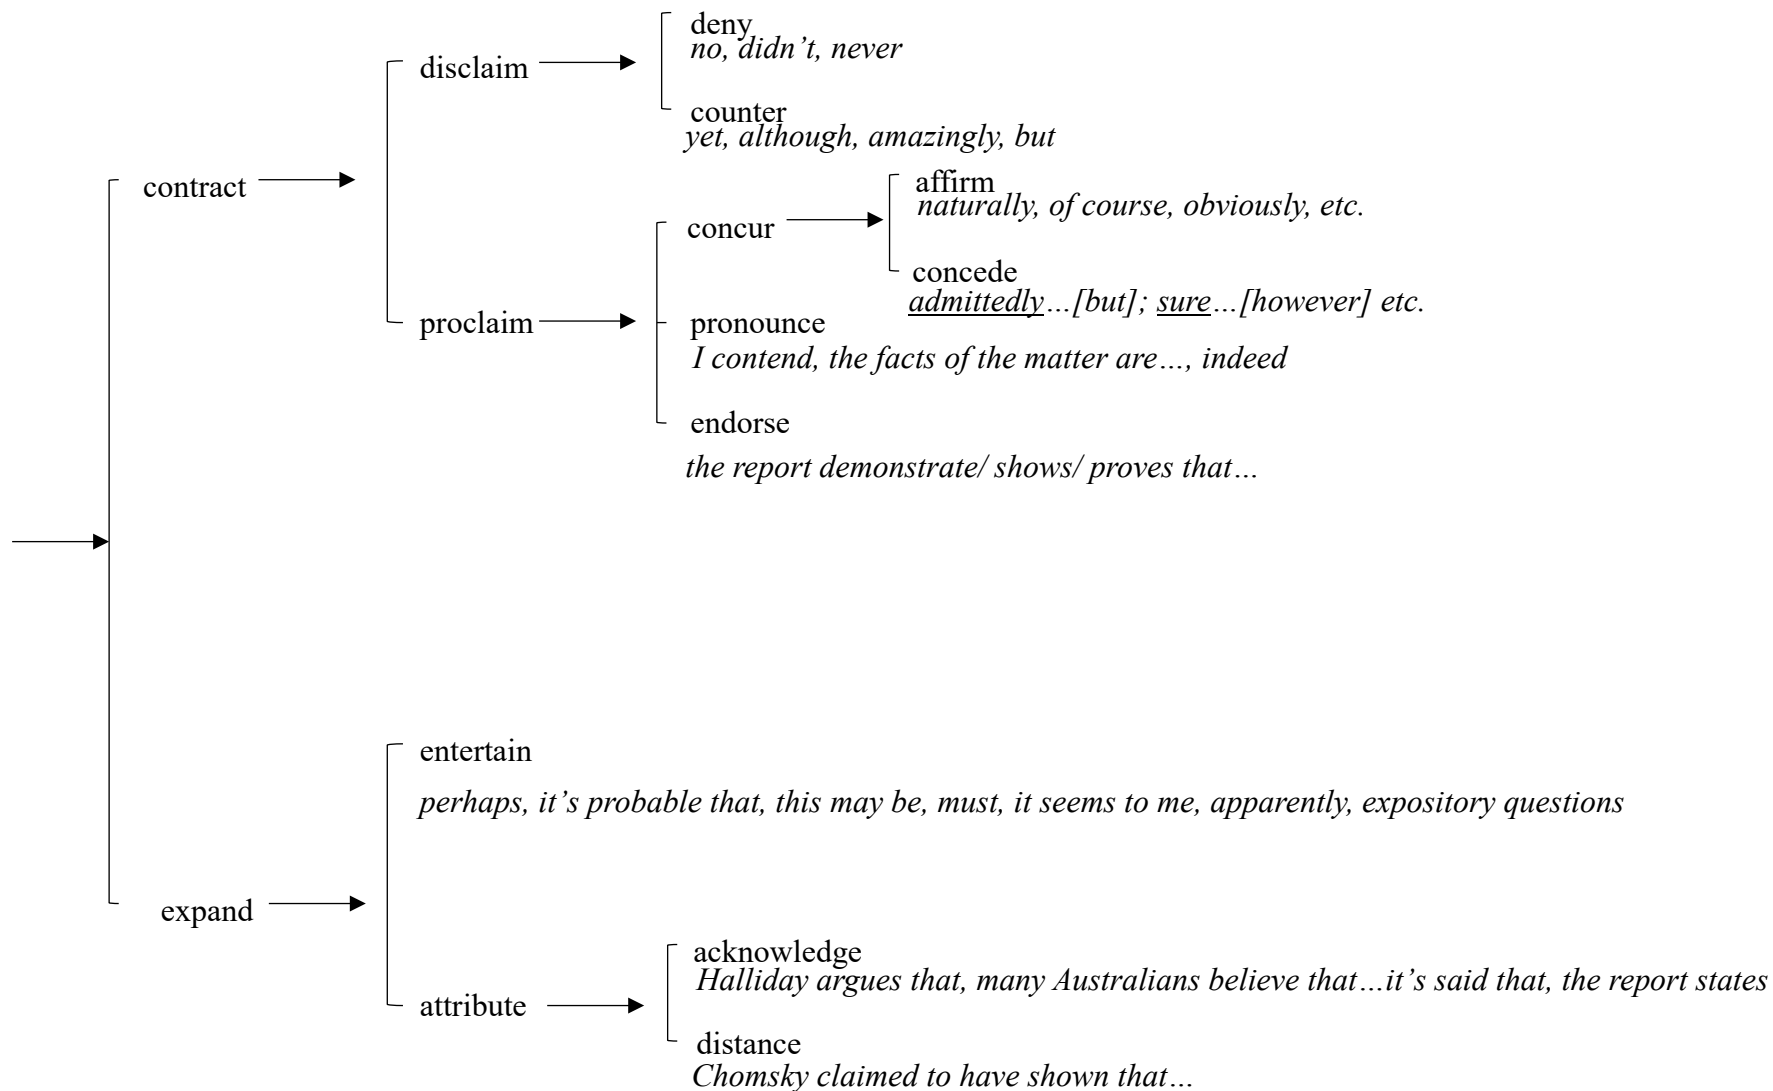 deny
no, didn’t, never
disclaim
counter
yet, although, amazingly, but
contract
affirm
naturally, of course, obviously, etc.
concur
concede
admittedly…[but]; sure…[however] etc.
proclaim
pronounce
I contend, the facts of the matter are…, indeed
endorse
the report demonstrate/ shows/ proves that…
entertain
perhaps, it’s probable that, this may be, must, it seems to me, apparently, expository questions
expand
acknowledge
Halliday argues that, many Australians believe that…it’s said that, the report states
attribute
distance
Chomsky claimed to have shown that…